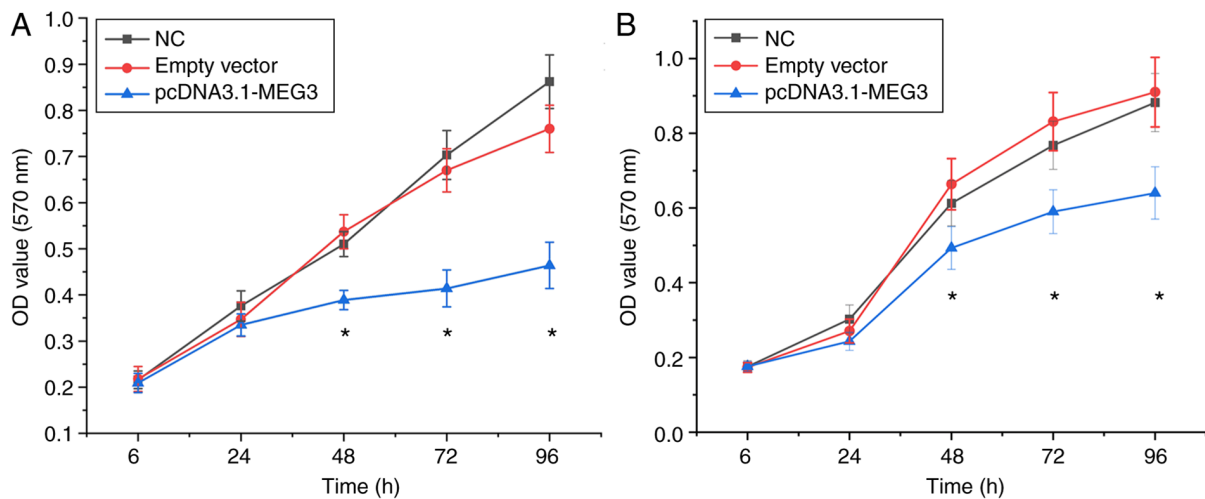 A
NC
Empty vector
pcDNA3.1-MEG3
OD value (570 nm)
1.0
0.9
0.8
0.7
0.6
0.5
0.4
0.3
0.2
0.1
* * *
6 24 48 72 96
Time (h)
B
NC
Empty vector
pcDNA3.1-MEG3
OD value (570 nm)
1.0
0.8
0.6
0.4
0.2
0.0
* * *
6 24 48 72 96
Time (h)